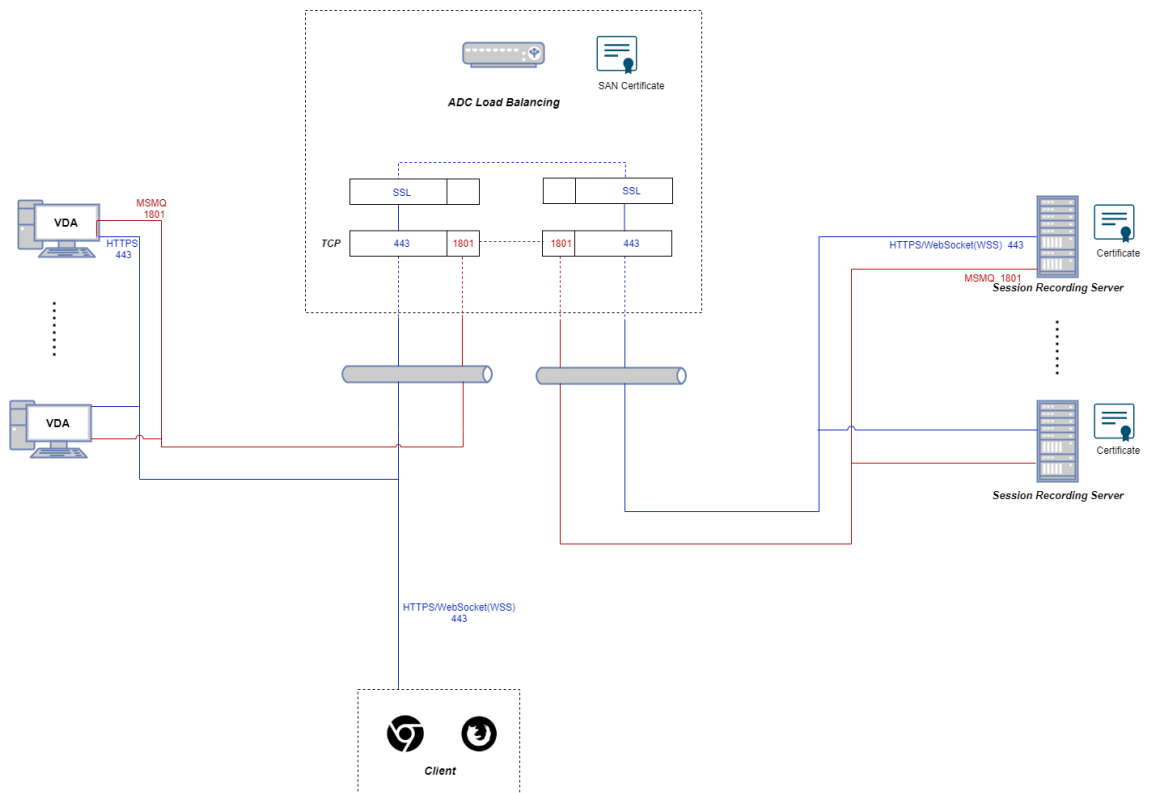 SAN Certificate
ADC Load Balancing
SSL
SSL
TCP
443
1801
1801
443
VDA
MSMQ
1801
HTTPS
443
VDA
HTTPS/WebSocket(WSS) 443
MSMQ 1801
Certificate
Session Recording Server
Certificate
Session Recording Server
HTTPS/WebSocket(WSS)
443
Client